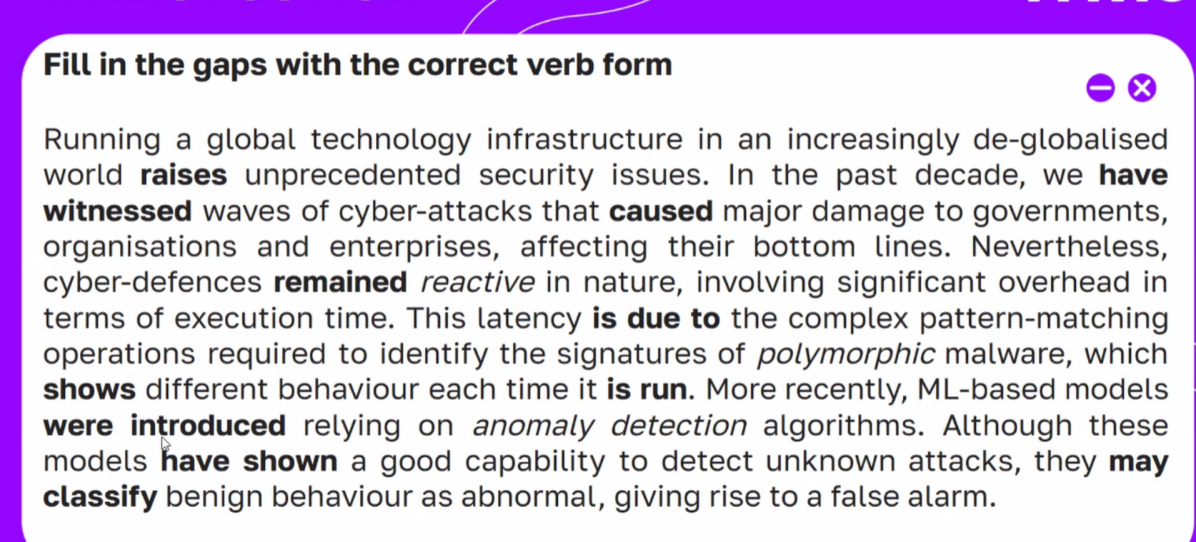 Fill in the gaps with the correct verb form
Running a global technology infrastructure in an increasingly de-globalised
world raises unprecedented security issues. In the past decade, we have
witnessed waves of cyber-attacks that caused major damage to governments,
organisations and enterprises, affecting their bottom lines. Nevertheless,
cyber-defences remained reactive in nature, involving significant overhead in
terms of execution time. This latency is due to the complex pattern-matching
operations required to identify the signatures of polymorphic malware, which
shows different behaviour each time it is run. More recently, ML-based models
were introduced relying on anomaly detection algorithms. Although these
models have shown a good capability to detect unknown attacks, they may
classify benign behaviour as abnormal, giving rise to a false alarm.